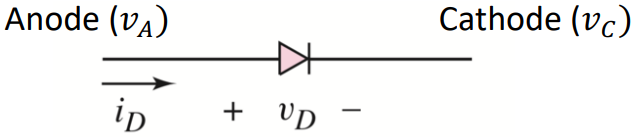 Anode (v_A) Cathode (v_C)
i_D + v_D −